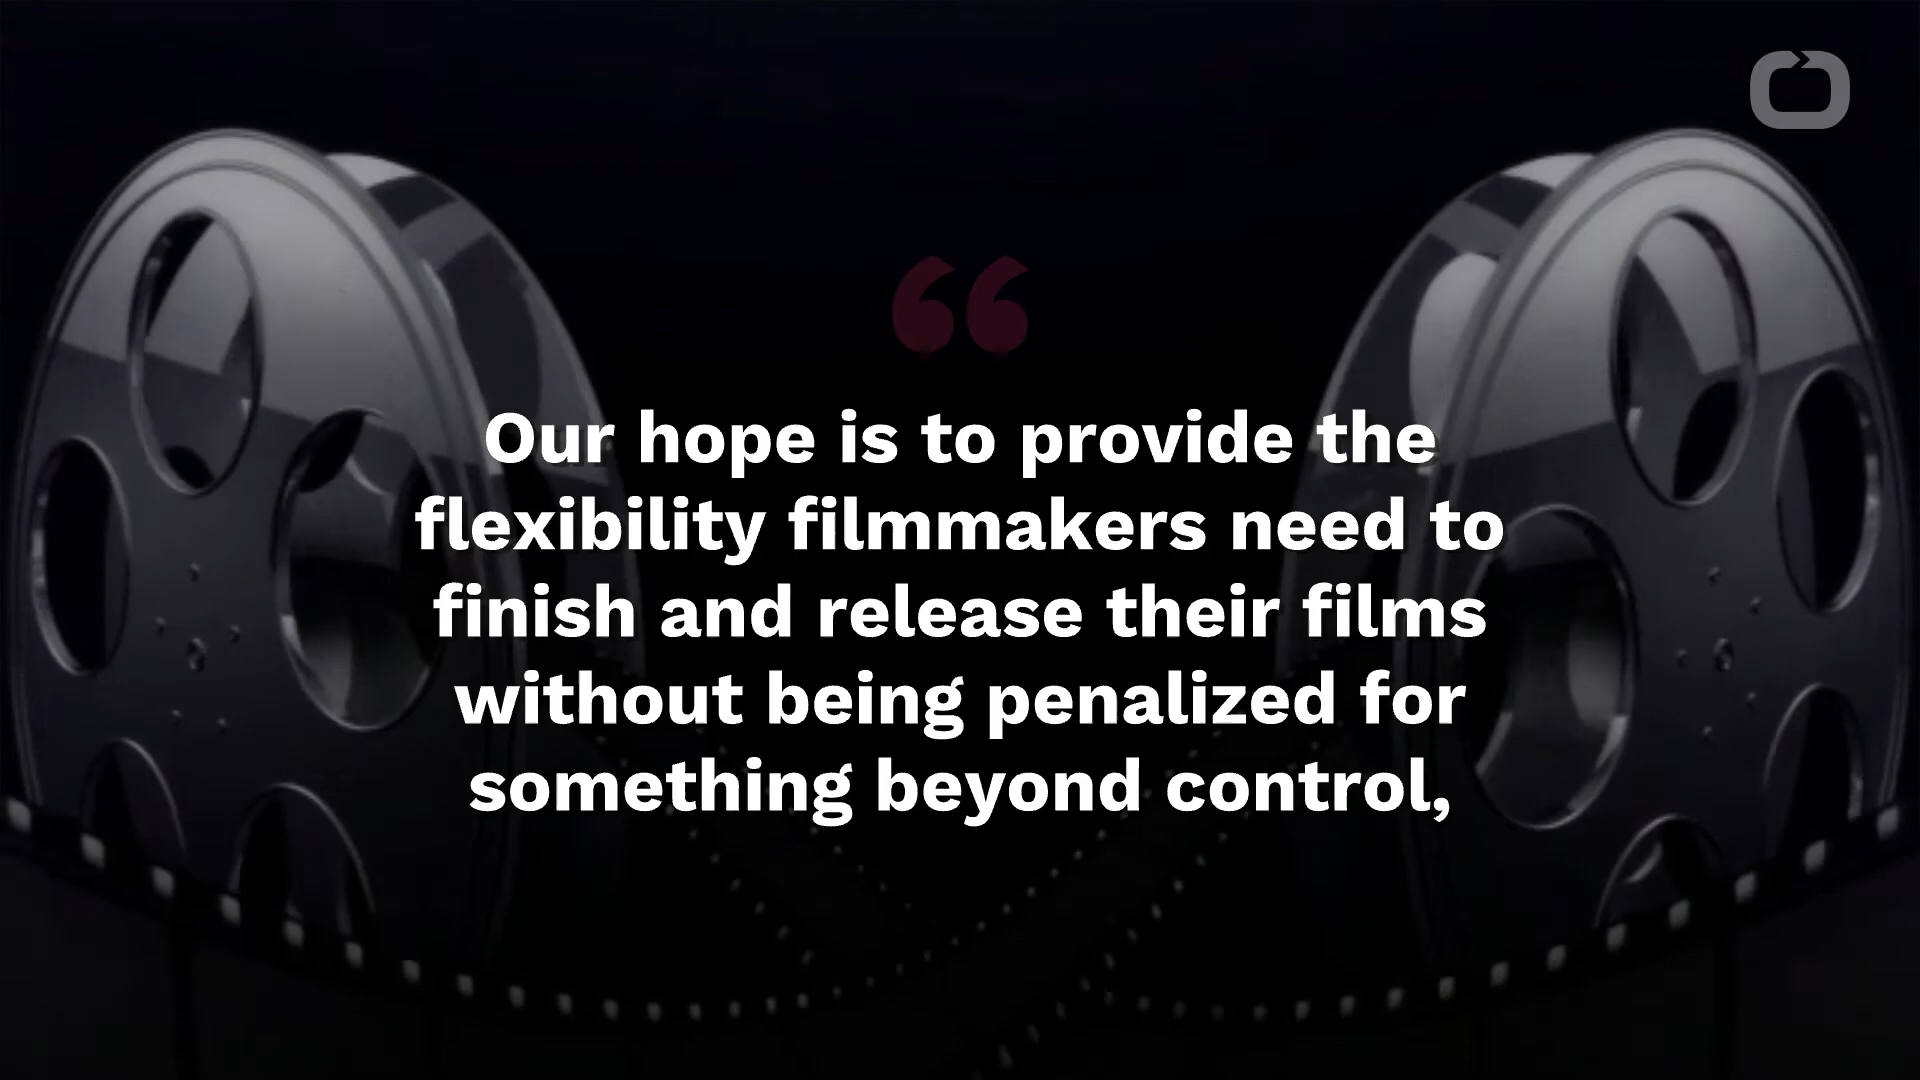 “
Our hope is to provide the
flexibility filmmakers need to
finish and release their films
without being penalized for
something beyond control,